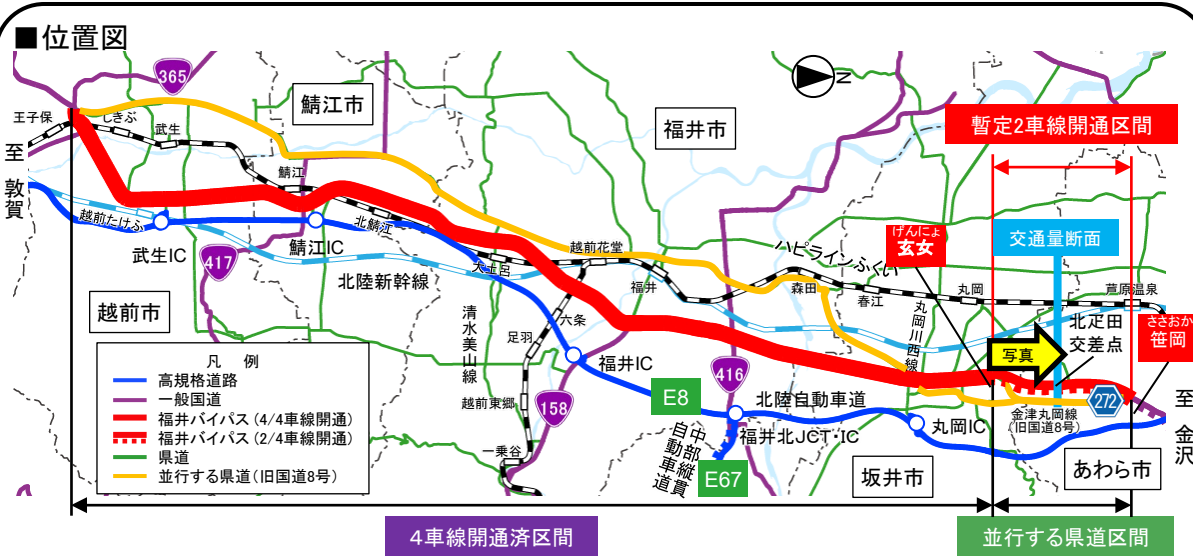 ■位置図
365
鯖江市
福井市
N
暫定2車線開通区間
王子保
しきぶ
武生
至
敦賀
鯖江
越前たけふ
武生IC
鯖江IC
北鯖江
417
北陸新幹線
大土呂
越前花堂
福井
ハピラインふくい
森田
春江
丸岡
芦原温泉
げんにょ
玄女
交通量断面
丸岡川西線
写真
北疋田
交差点
ささおか
笹岡
越前市
清水美山線
足羽
六条
福井IC
416
越前東郷
158
一乗谷
E8
北陸自動車道
福井北JCT・IC
中部縦貫
自動車道
E67
丸岡IC
272
金津丸岡線
(旧国道8号)
至
金沢
坂井市
あわら市
凡 例
高規格道路
一般国道
福井バイパス(4/4車線開通)
福井バイパス(2/4車線開通)
県道
並行する県道(旧国道8号)
4車線開通済区間
並行する県道区間